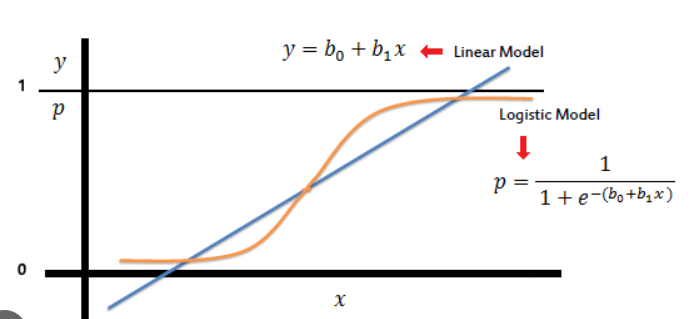 y = b₀ + b₁x
Linear Model
y
1
p
Logistic Model
p = 1 / (1 + e^−(b₀+b₁x))
0
x